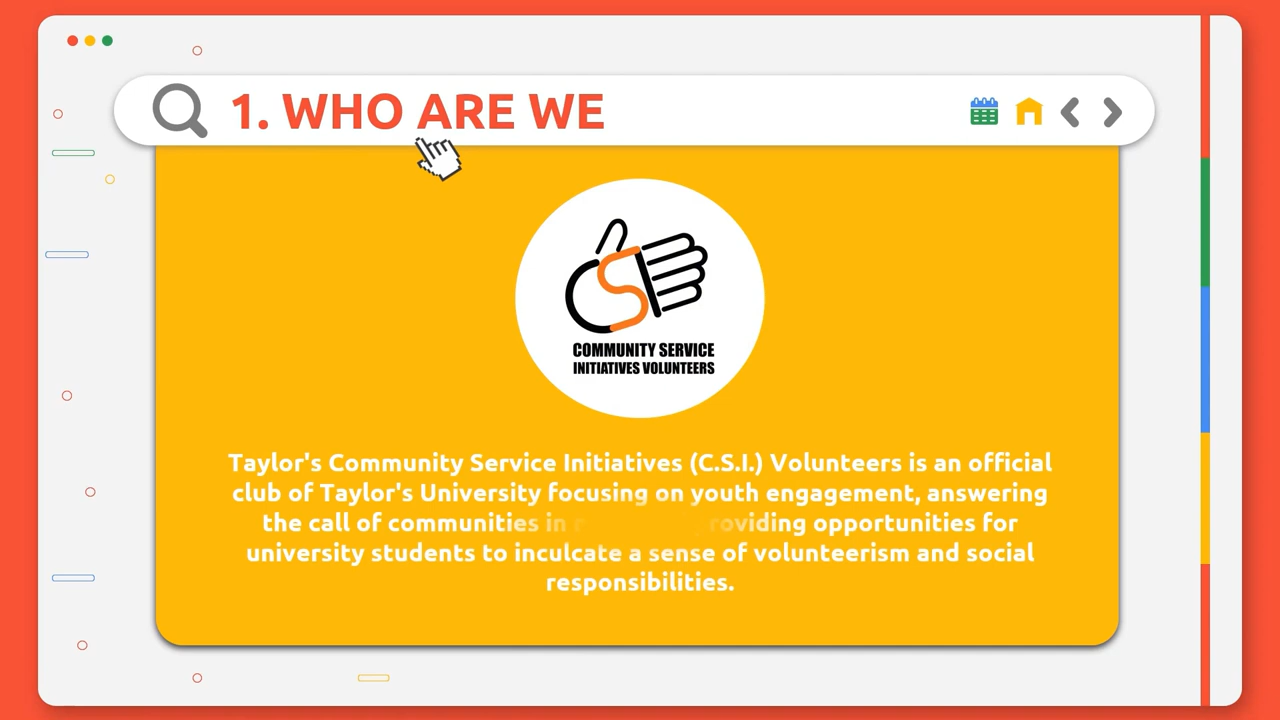 1. WHO ARE WE
CSI
COMMUNITY SERVICE
INITIATIVES VOLUNTEERS
Taylor's Community Service Initiatives (C.S.I.) Volunteers is an official
club of Taylor's University focusing on youth engagement, answering
the call of communities in roviding opportunities for
university students to inculcate a sense of volunteerism and social
responsibilities.